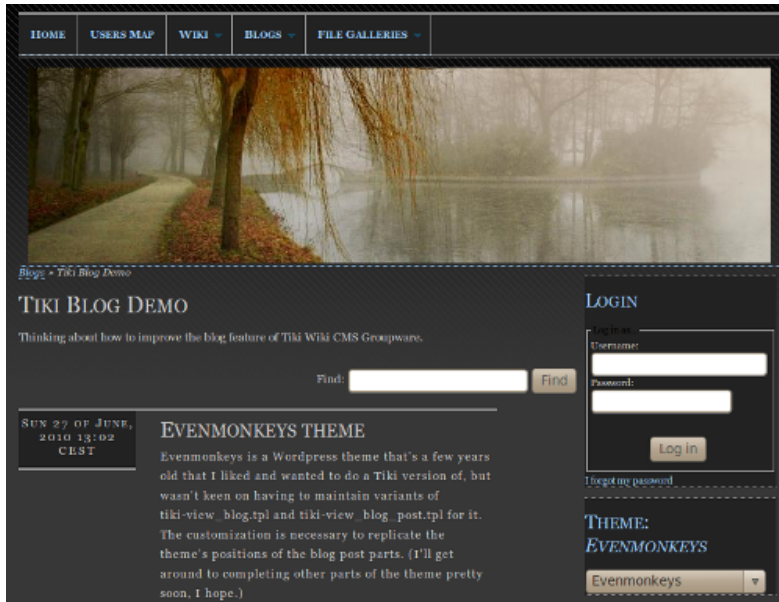 Home Users Map Wiki Blogs File Galleries
Blogs » Tiki Blog Demo
Tiki Blog Demo
Thinking about how to improve the blog feature of Tiki Wiki CMS Groupware.
Find: Find
Sun 27 of June,
2010 13:02
CEST
Evenmonkeys theme
Evenmonkeys is a Wordpress theme that's a few years
old that I liked and wanted to do a Tiki version of, but
wasn't keen on having to maintain variants of
tiki-view_blog.tpl and tiki-view_blog_post.tpl for it.
The customization is necessary to replicate the
theme's positions of the blog post parts. (I'll get
around to completing other parts of the theme pretty
soon, I hope.)
Login
Login as
Username:
Password:
Log in
I forgot my password
Theme:
Evenmonkeys
Evenmonkeys